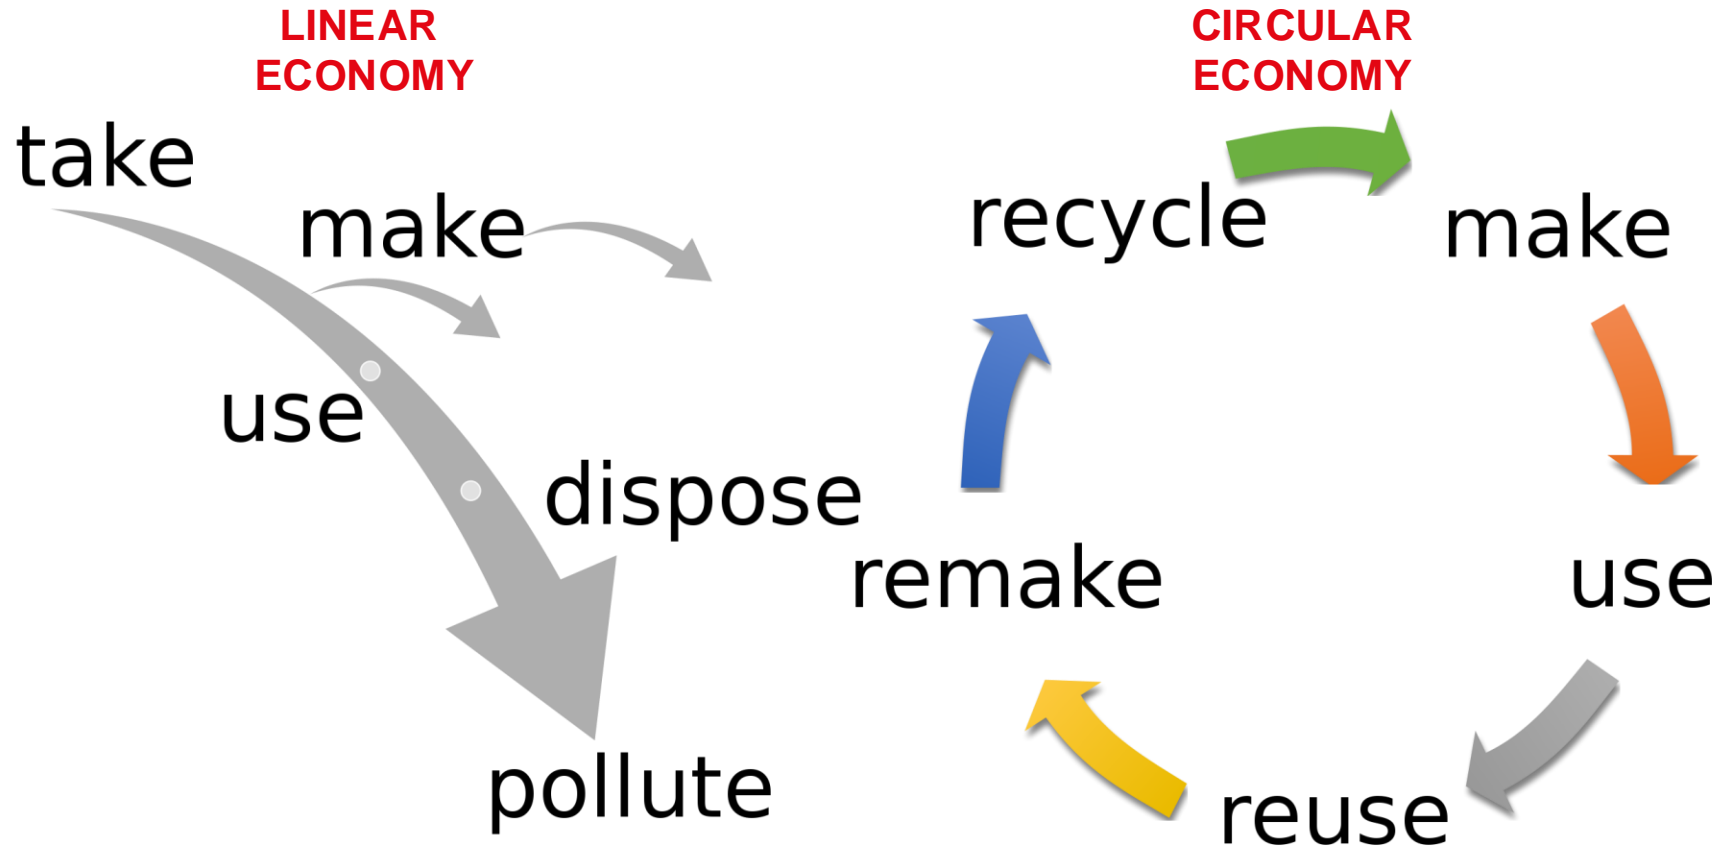 LINEAR
ECONOMY
take
make
use
dispose
pollute
CIRCULAR
ECONOMY
recycle
make
use
reuse
remake